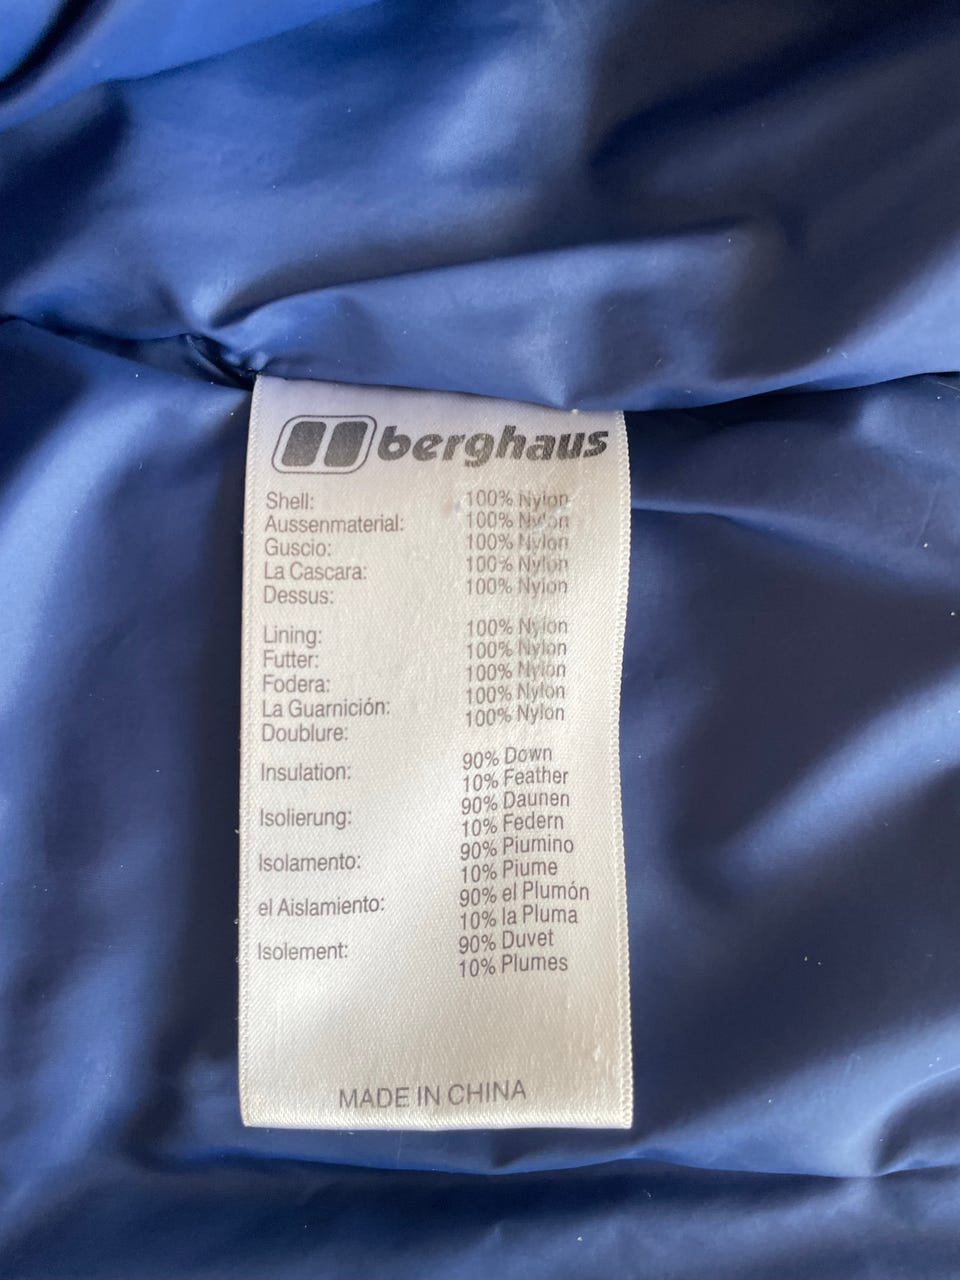 berghaus
Shell: 100% Nylon
Aussenmaterial: 100% Nylon
Guscio: 100% Nylon
La Cascara: 100% Nylon
Dessus: 100% Nylon
Lining: 100% Nylon
Futter: 100% Nylon
Fodera: 100% Nylon
La Guarnición: 100% Nylon
Doublure: 100% Nylon
Insulation: 90% Down
10% Feather
Isolierung: 90% Daunen
10% Federn
Isolamento: 90% Piumino
10% Piume
el Aislamiento: 90% el Plumón
10% la Pluma
Isolement: 90% Duvet
10% Plumes
MADE IN CHINA